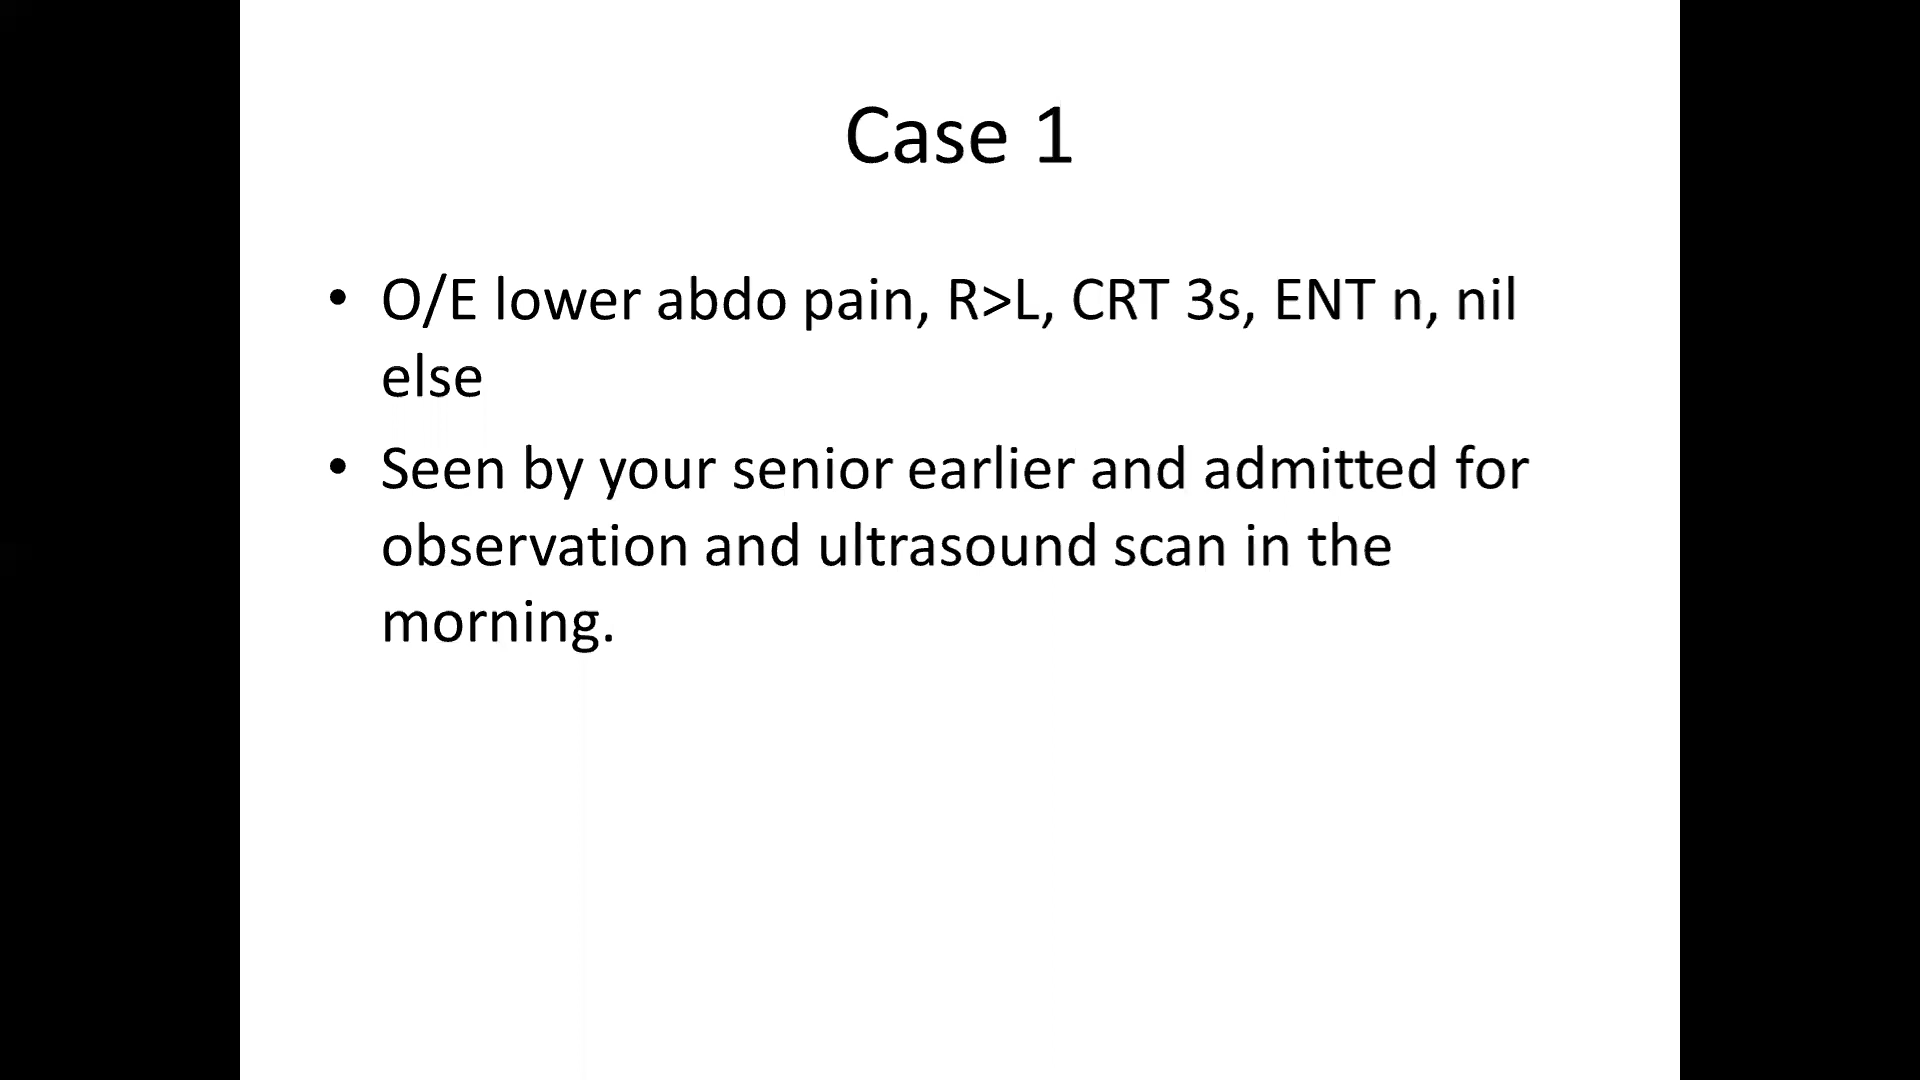 Case 1
• O/E lower abdo pain, R>L, CRT 3s, ENT n, nil
else
• Seen by your senior earlier and admitted for
observation and ultrasound scan in the
morning.